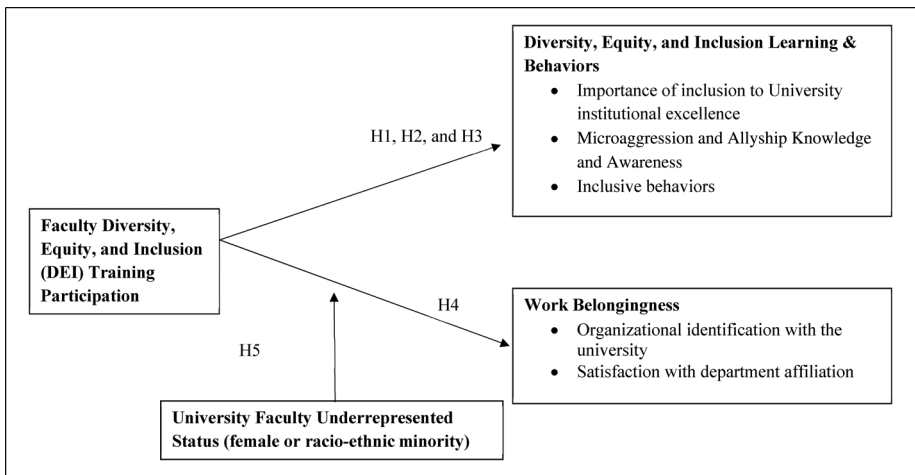 Diversity, Equity, and Inclusion Learning &
Behaviors
• Importance of inclusion to University
institutional excellence
• Microaggression and Allyship Knowledge
and Awareness
• Inclusive behaviors
H1, H2, and H3
Faculty Diversity,
Equity, and Inclusion
(DEI) Training
Participation
H4
Work Belongingness
• Organizational identification with the
university
• Satisfaction with department affiliation
H5
University Faculty Underrepresented
Status (female or racio-ethnic minority)